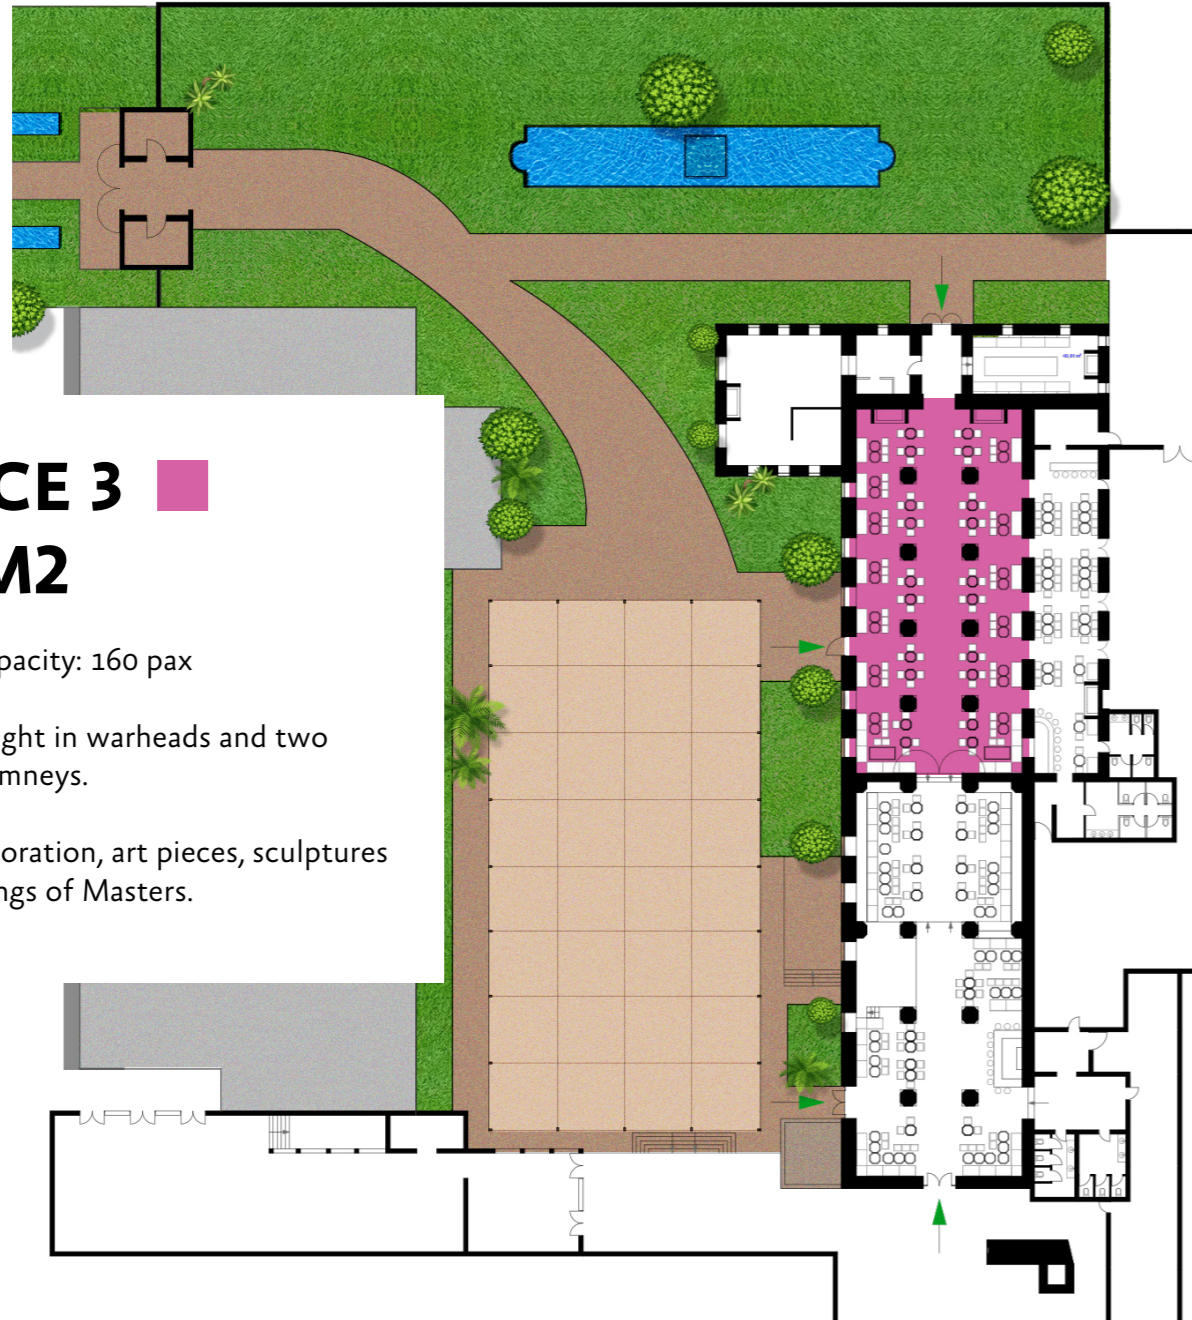 CE 3
M2
pacity: 160 pax
ght in warheads and two
mneys.
oration, art pieces, sculptures
ngs of Masters.